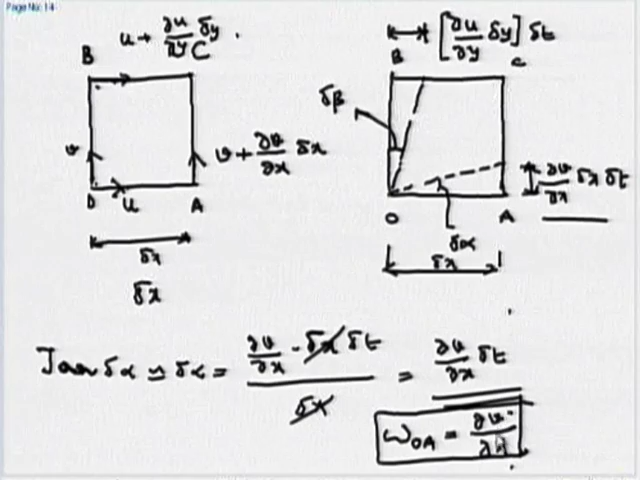 Page No: 14
B u + ∂u/∂y δy C
v v + ∂v/∂x δx
O u A
δx
δx
[∂u/∂y δy] δt
B C
δβ
∂v/∂x δx δt
O A
δα
δx
Tan δα ≃ δα = (∂v/∂x · δx δt)/δx = ∂v/∂x δt
ω_OA = ∂v/∂x